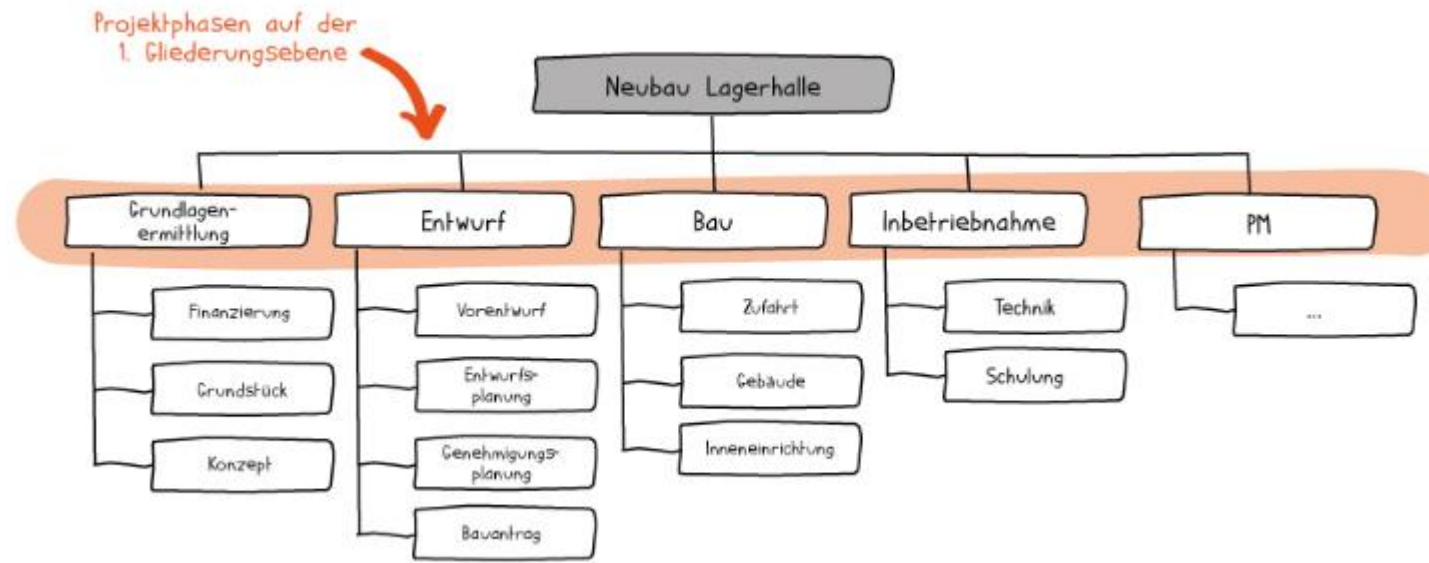 Projektphasen auf der
1. Gliederungsebene
Neubau Lagerhalle
Grundlagen-
ermittlung
Entwurf
Bau
Inbetriebnahme
PM
Finanzierung
Grundstück
Konzept
Vorentwurf
Entwurfs-
planung
Genehmigungs-
planung
Bauantrag
Zufahrt
Gebäude
Inneneinrichtung
Technik
Schulung
...